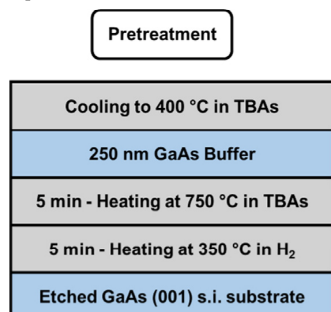 Pretreatment
Cooling to 400 °C in TBAs
250 nm GaAs Buffer
5 min - Heating at 750 °C in TBAs
5 min - Heating at 350 °C in H₂
Etched GaAs (001) s.i. substrate